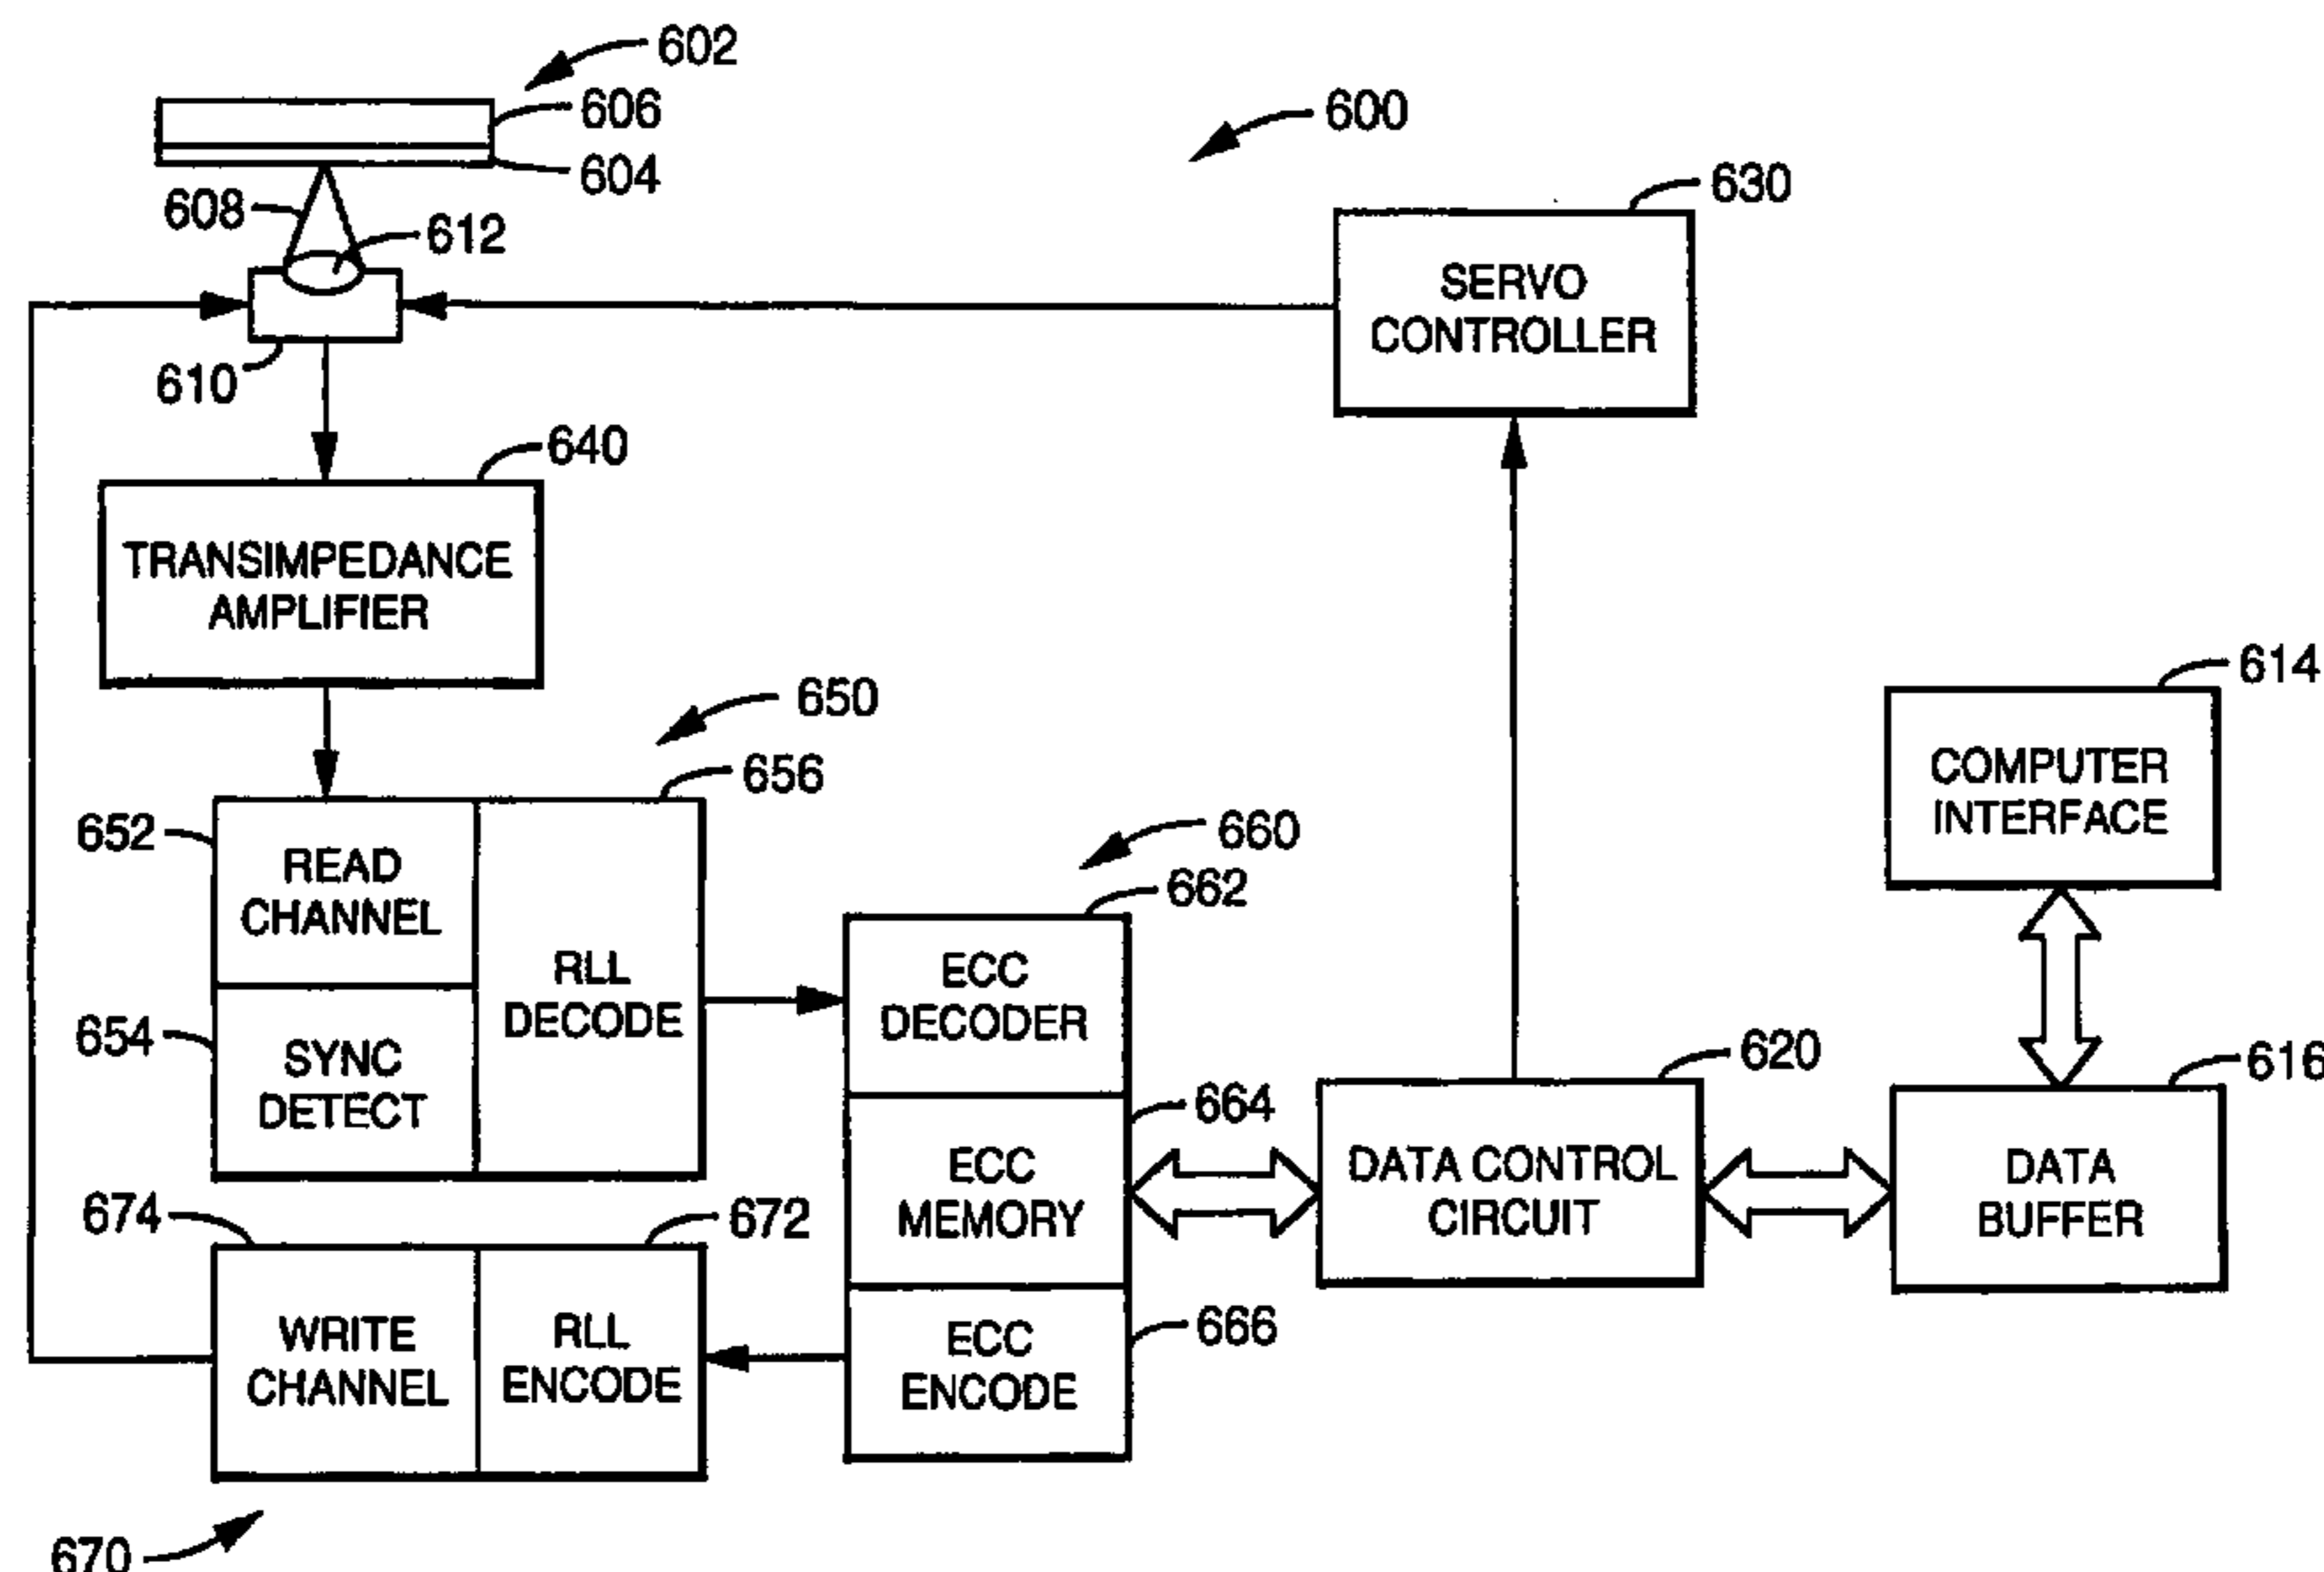 602
606
600
604
630
608
612
SERVO
CONTROLLER
610
640
TRANSIMPEDANCE
AMPLIFIER
614
650
656
COMPUTER
INTERFACE
652
660
READ
CHANNEL
662
RLL
DECODE
ECC
DECODER
654
SYNC
DETECT
620
616
664
ECC
MEMORY
DATA CONTROL
CIRCUIT
DATA
BUFFER
674
672
666
WRITE
CHANNEL
RLL
ENCODE
ECC
ENCODE
670